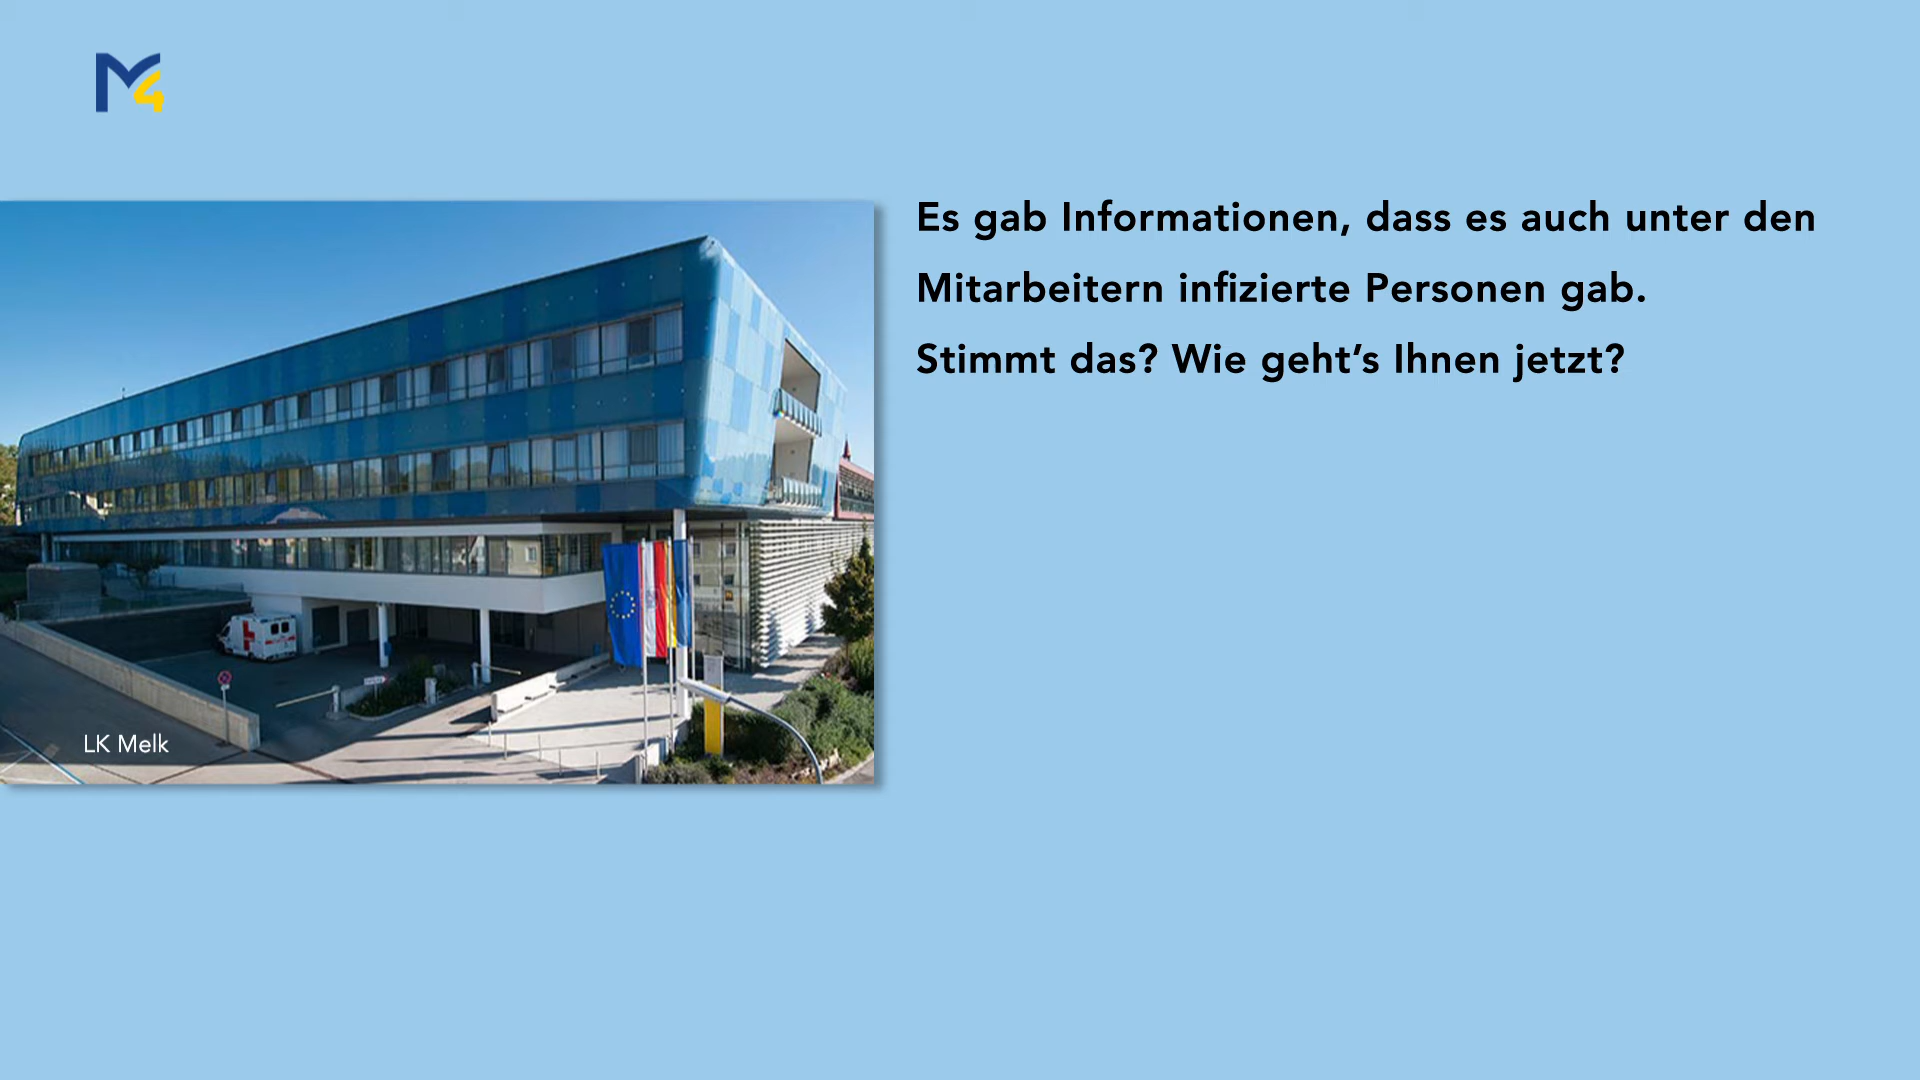 M4
Es gab Informationen, dass es auch unter den
Mitarbeitern infizierte Personen gab.
Stimmt das? Wie geht’s Ihnen jetzt?
LK Melk